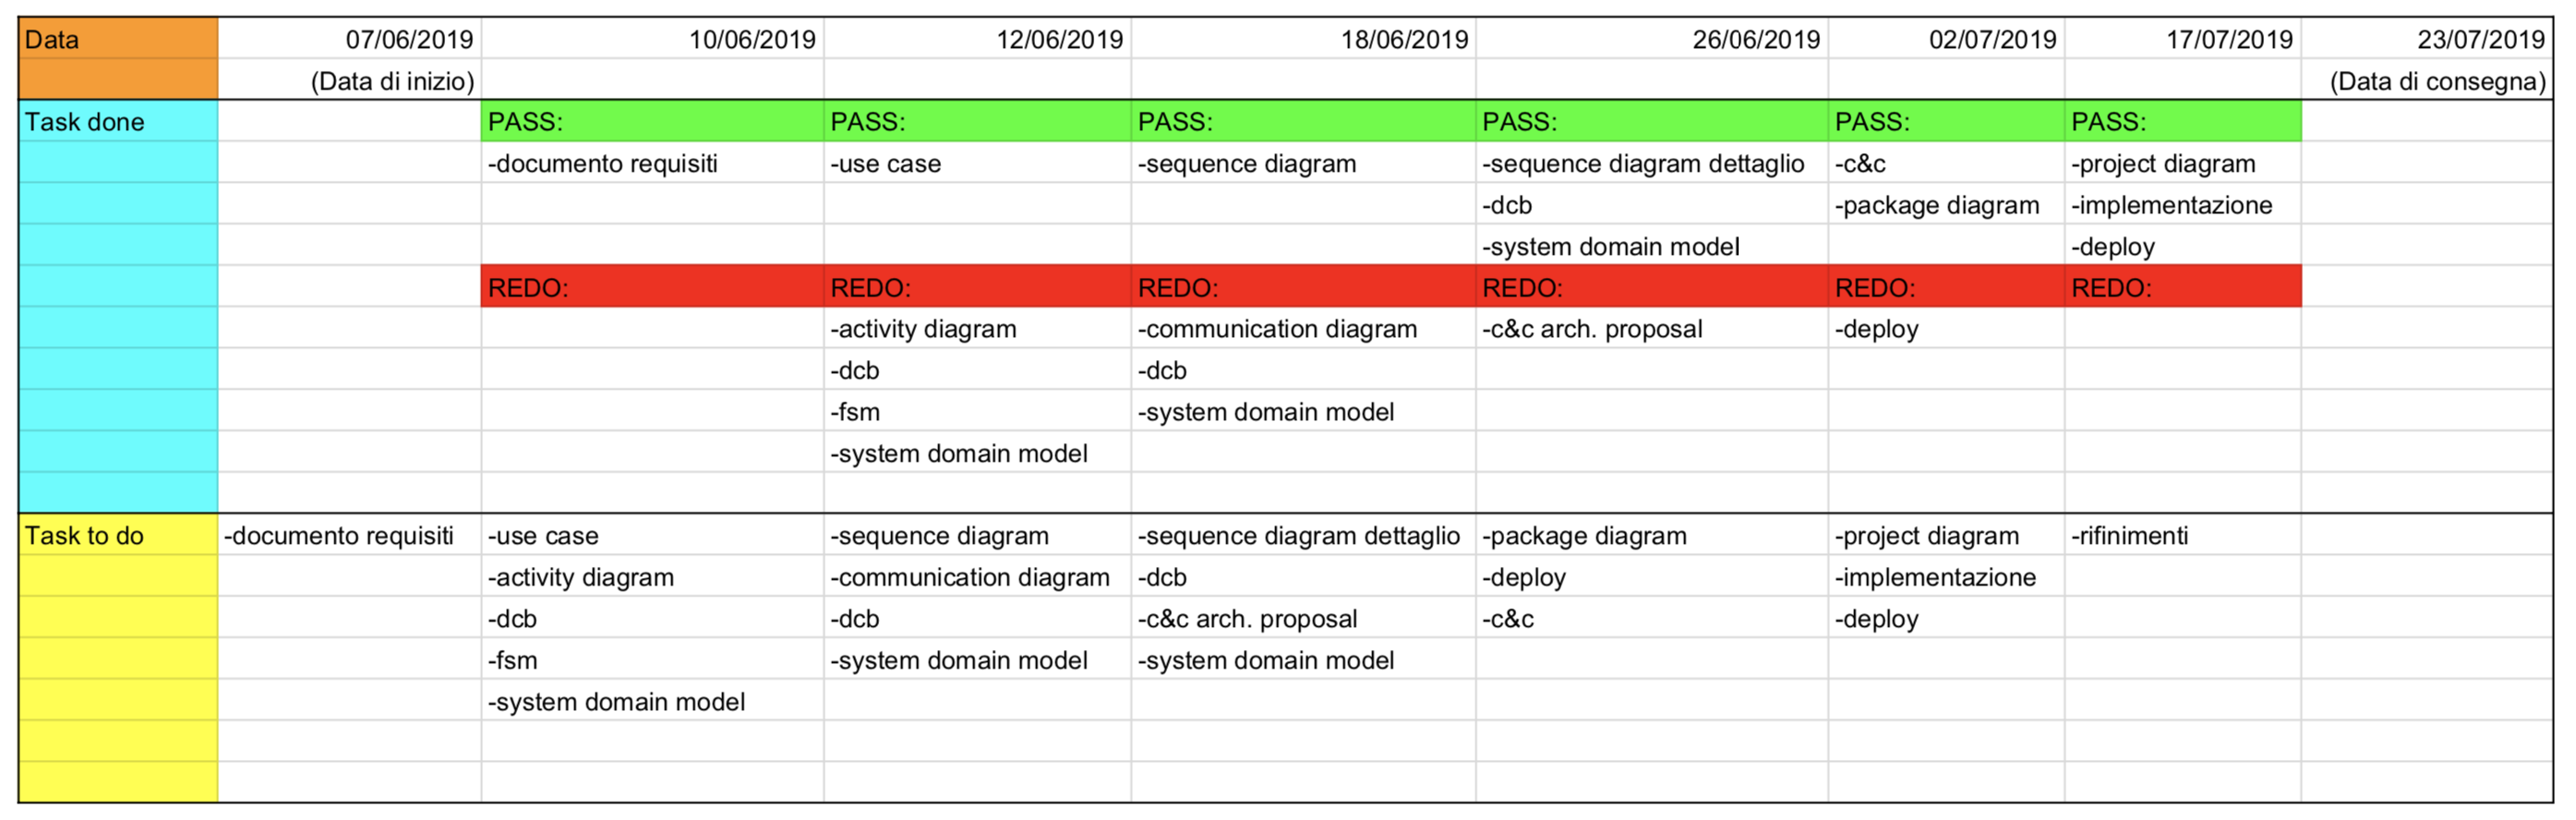 Data 07/06/2019 10/06/2019 12/06/2019 18/06/2019 26/06/2019 02/07/2019 17/07/2019 23/07/2019
(Data di inizio) (Data di consegna)
Task done PASS: PASS: PASS: PASS: PASS: PASS:
-documento requisiti -use case -sequence diagram -sequence diagram dettaglio -c&c -project diagram
-dcb -package diagram -implementazione
-system domain model -deploy
REDO: REDO: REDO: REDO: REDO: REDO:
-activity diagram -communication diagram -c&c arch. proposal -deploy
-dcb -dcb
-fsm -system domain model
-system domain model
Task to do -documento requisiti -use case -sequence diagram -sequence diagram dettaglio -package diagram -project diagram -rifinimenti
-activity diagram -communication diagram -dcb -deploy -implementazione
-dcb -dcb -c&c arch. proposal -c&c -deploy
-fsm -system domain model -system domain model
-system domain model